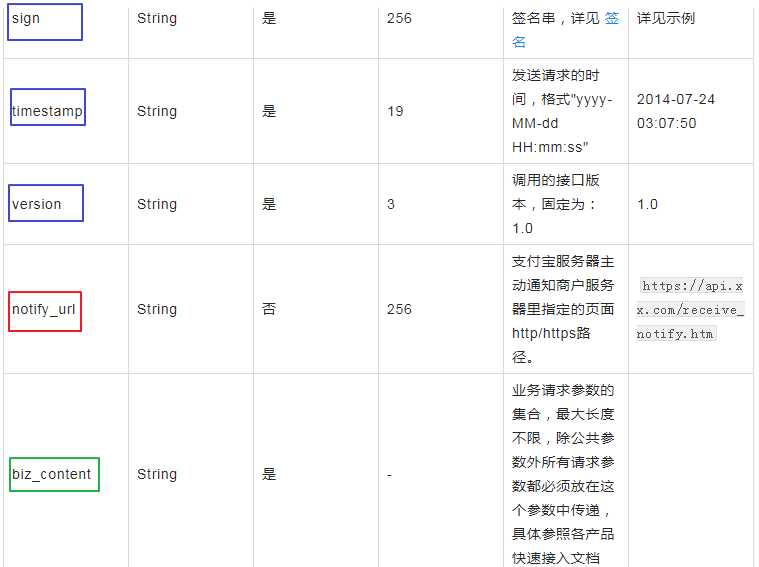 sign String 是 256 签名串，详见 签
名 详见示例
timestamp String 是 19 发送请求的时
间，格式"yyyy-
MM-dd
HH:mm:ss" 2014-07-24
03:07:50
version String 是 3 调用的接口版
本，固定为：
1.0 1.0
notify_url String 否 256 支付宝服务器主
动通知商户服务
器里指定的页面
http/https路
径。 https://api.x
x.com/receive_
notify.htm
biz_content String 是 - 业务请求参数的
集合，最大长度
不限，除公共参
数外所有请求参
数都必须放在这
个参数中传递，
具体参照各产品
快速接入文档